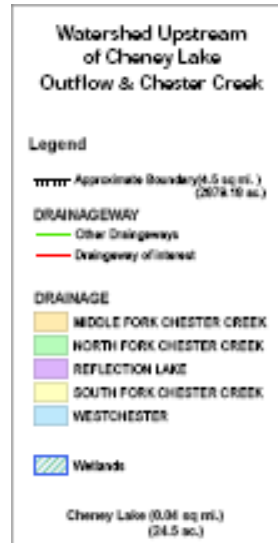 Watershed Upstream
of Cheney Lake
Outflow & Chester Creek
Legend
Approximate Boundary(4.5 sq mi. )
(2879.18 ac.)
DRAINAGEWAY
Other Draingeways
Draingeway of Interest
DRAINAGE
MIDDLE FORK CHESTER CREEK
NORTH FORK CHESTER CREEK
REFLECTION LAKE
SOUTH FORK CHESTER CREEK
WESTCHESTER
Wetlands
Cheney Lake (0.04 sq mi.)
(24.5 ac.)